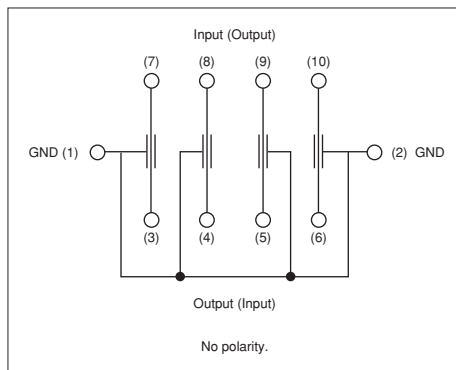 Input (Output)
(7) (8) (9) (10)
GND (1) (2) GND
(3) (4) (5) (6)
Output (Input)
No polarity.